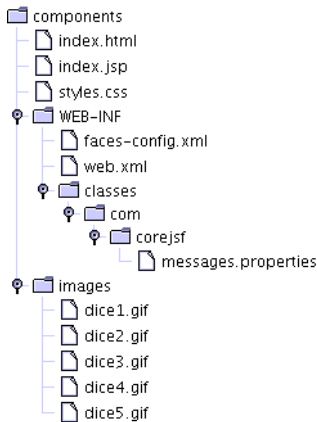 components
index.html
index.jsp
styles.css
WEB-INF
faces-config.xml
web.xml
classes
com
corejsf
messages.properties
images
dice1.gif
dice2.gif
dice3.gif
dice4.gif
dice5.gif